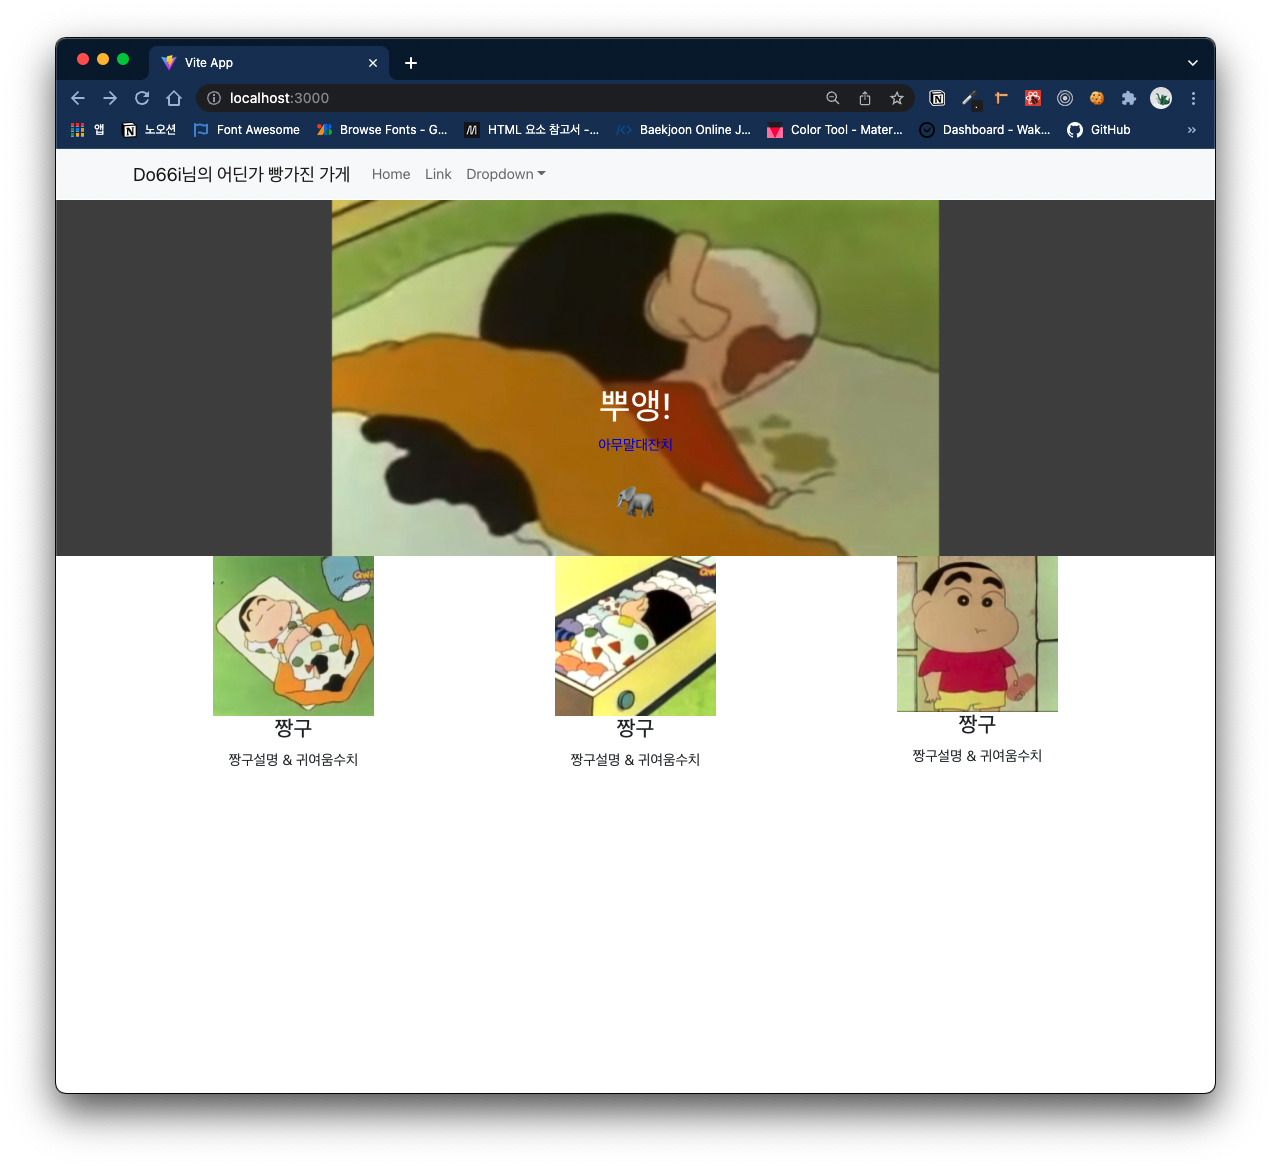 Vite App
localhost:3000
앱 노오션 Font Awesome Browse Fonts - G... HTML 요소 참고서 -... Baekjoon Online J... Color Tool - Mater... Dashboard - Wak... GitHub »
Do66i님의 어딘가 빵가진 가게 Home Link Dropdown
뿌앵!
아무말대잔치
짱구
짱구설명 & 귀여움수치
짱구
짱구설명 & 귀여움수치
짱구
짱구설명 & 귀여움수치